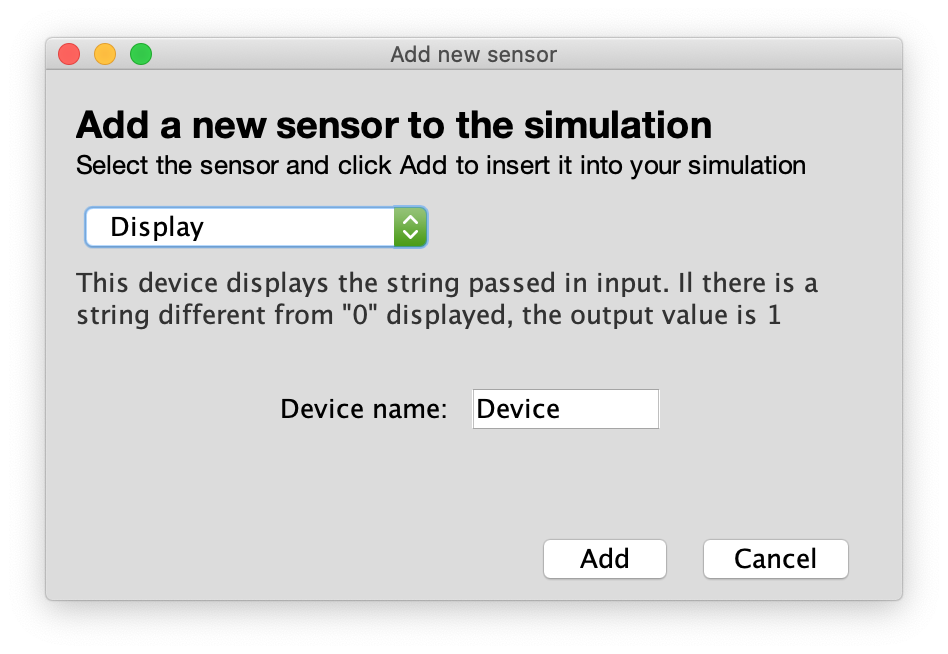 Add new sensor
Add a new sensor to the simulation
Select the sensor and click Add to insert it into your simulation
Display
This device displays the string passed in input. Il there is a
string different from "0" displayed, the output value is 1
Device name: Device
Add Cancel